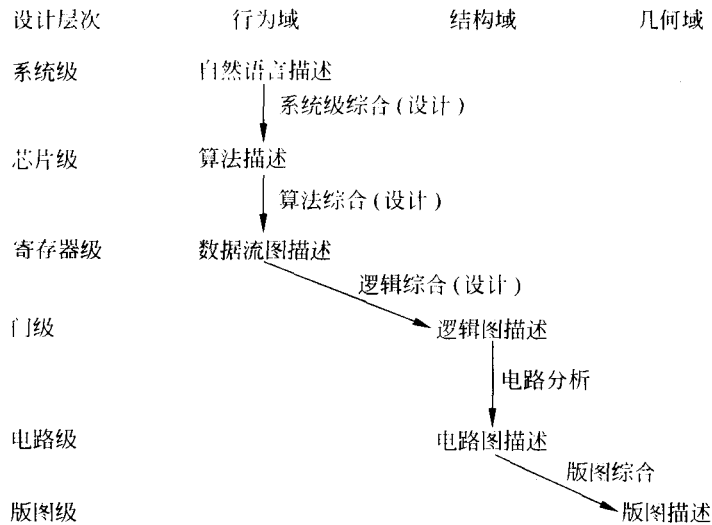 设计层次 行为域 结构域 几何域
系统级 自然语言描述
系统级综合(设计)
芯片级 算法描述
算法综合(设计)
寄存器级 数据流图描述
逻辑综合(设计)
门级 逻辑图描述
电路分析
电路级 电路图描述
版图综合
版图级 版图描述